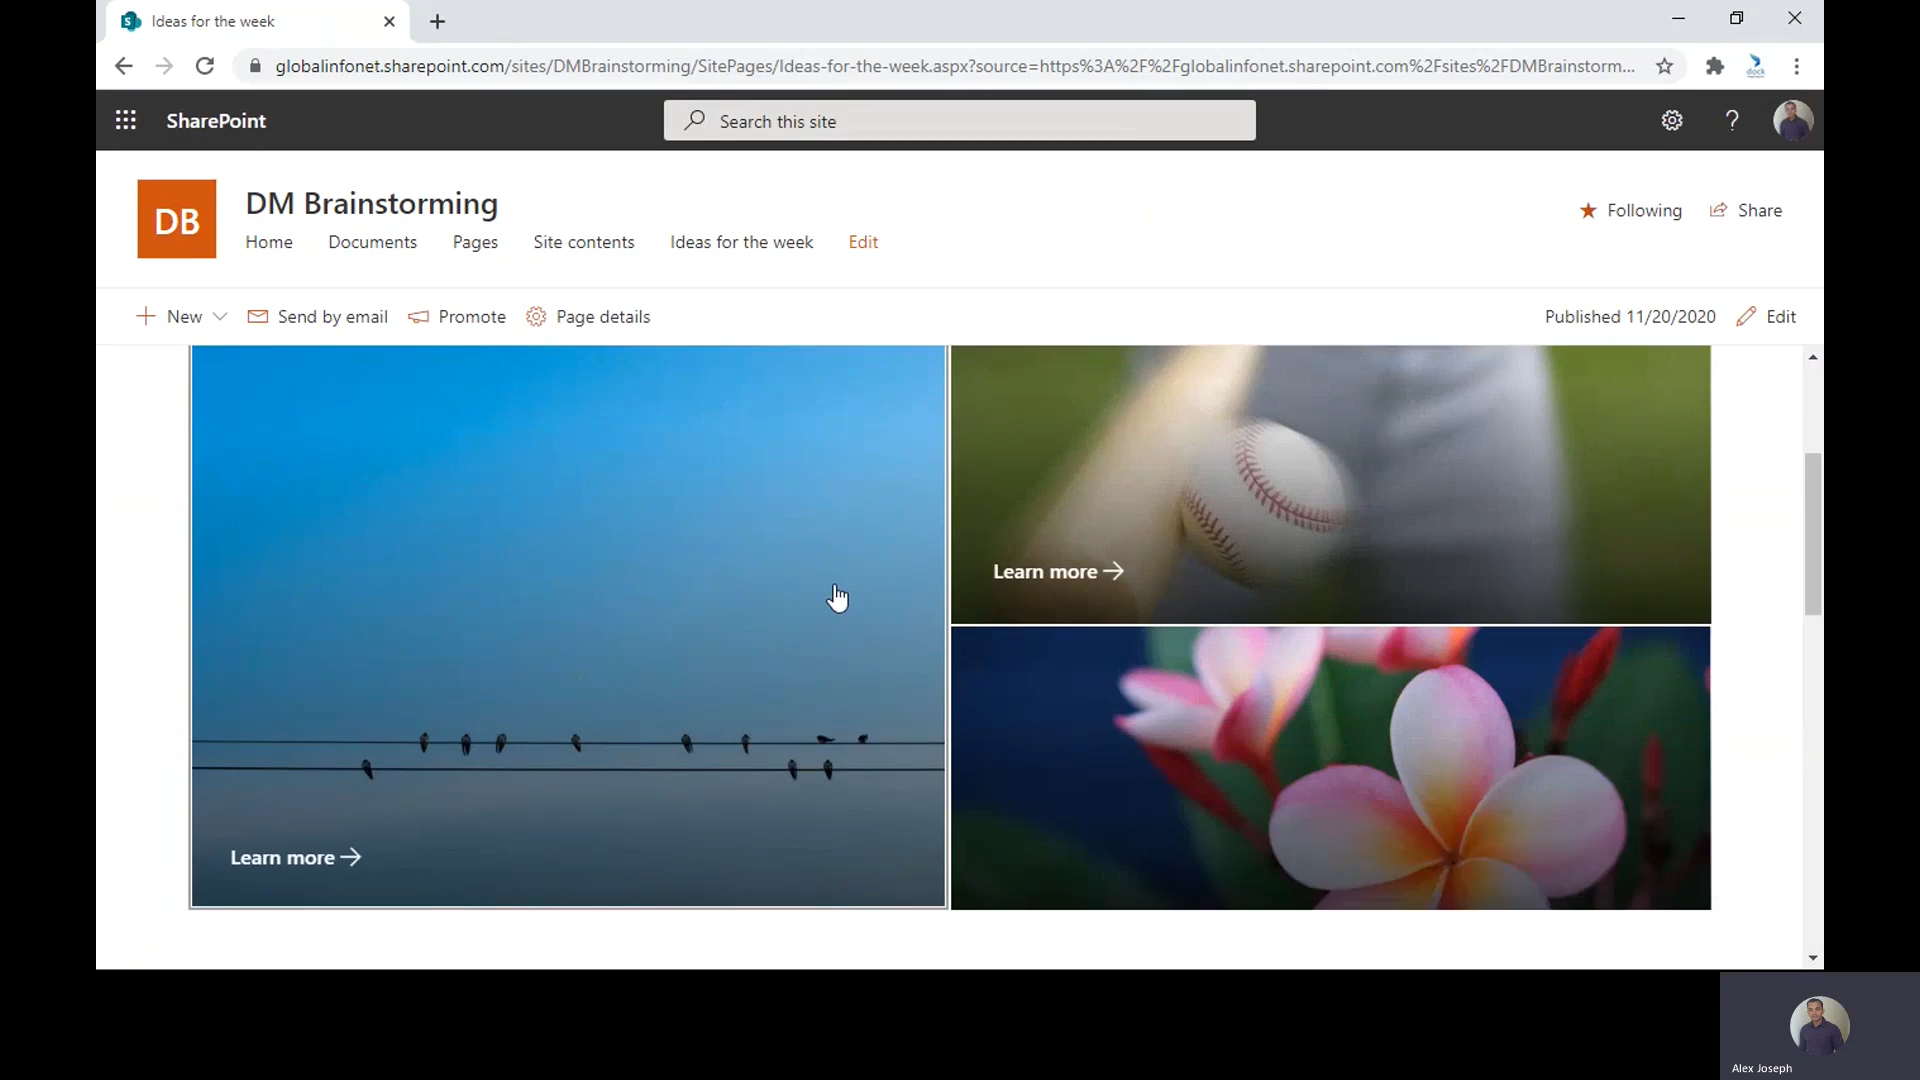 Ideas for the week
globalinfonet.sharepoint.com/sites/DMBrainstorming/SitePages/Ideas-for-the-week.aspx?source=https%3A%2F%2Fglobalinfonet.sharepoint.com%2Fsites%2FDMBrainstorm...
dock
SharePoint
Search this site
?
DB
DM Brainstorming
Following
Share
Home
Documents
Pages
Site contents
Ideas for the week
Edit
New
Send by email
Promote
Page details
Published 11/20/2020
Edit
Learn more
Learn more
Alex Joseph